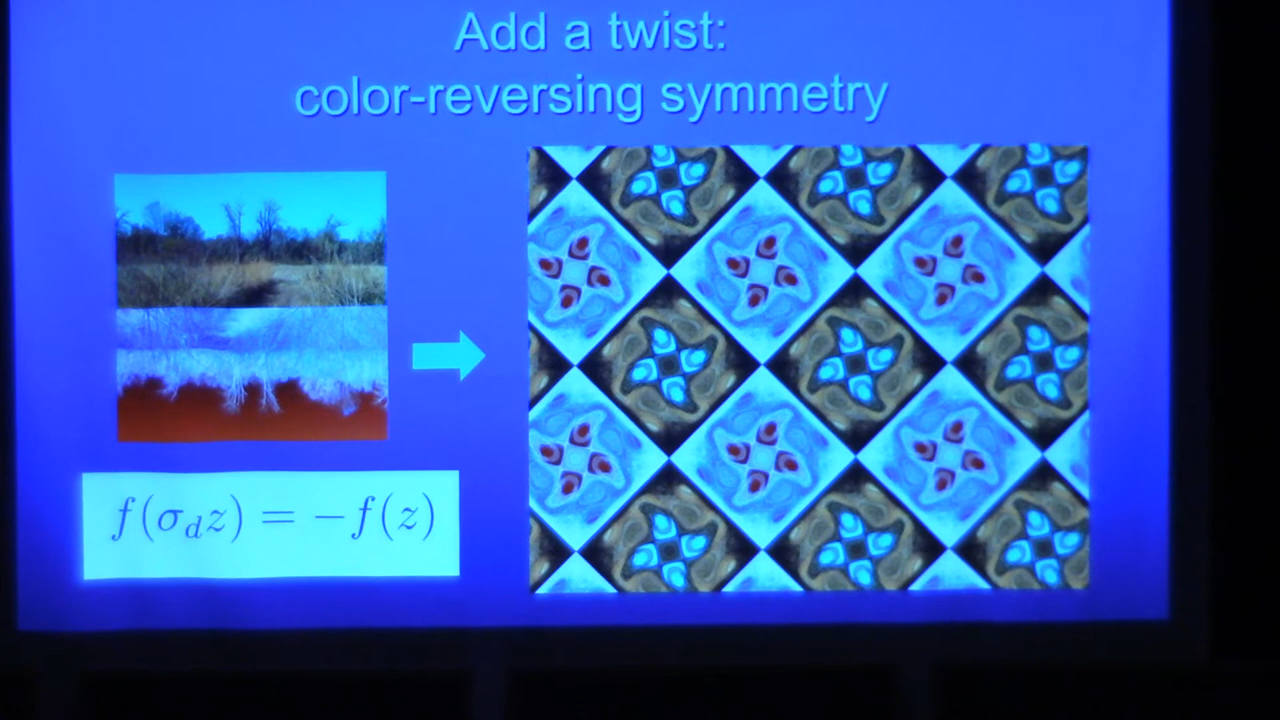 Add a twist:
color-reversing symmetry
f(σ_d z) = −f(z)